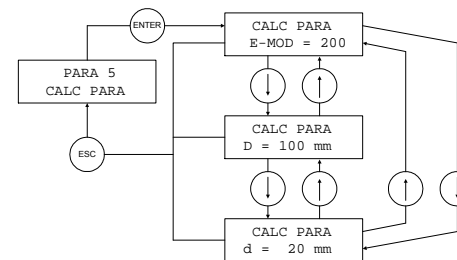 ENTER
CALC PARA
E-MOD = 200
PARA 5
CALC PARA
CALC PARA
D = 100 mm
ESC
CALC PARA
d =  20 mm